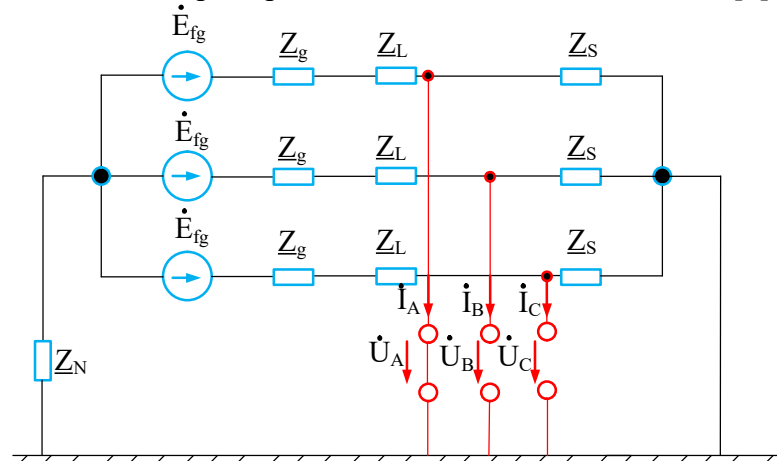 Ė_fg
Z_g Z_L Z_S
Ė_fg
Z_g Z_L Z_S
Ė_fg
Z_g Z_L Z_S
İ_A İ_B İ_C
U̇_A U̇_B U̇_C
Z_N